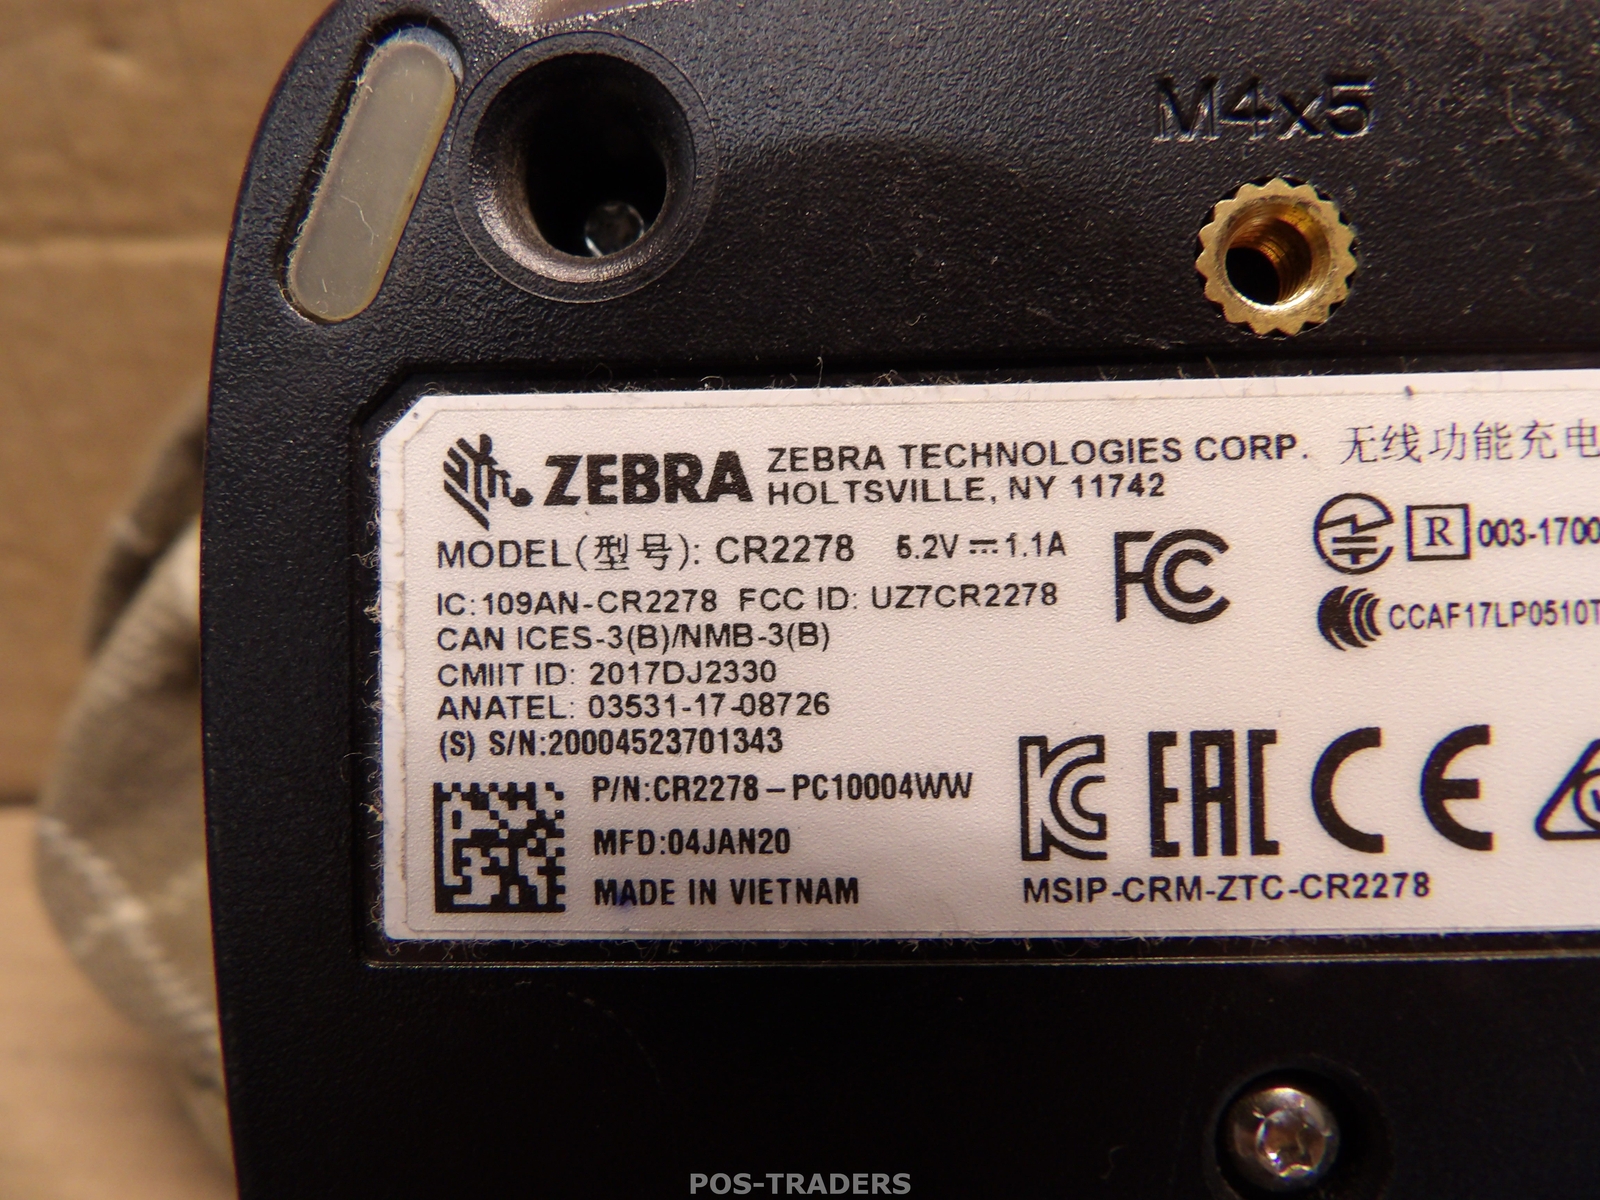 M4x5
ZEBRA
ZEBRA TECHNOLOGIES CORP. 无线功能充电
HOLTSVILLE, NY 11742
MODEL(型号): CR2278 5.2V 1.1A
FC
R 003-1700
IC:109AN-CR2278 FCC ID: UZ7CR2278
CCAF17LP0510T
CAN ICES-3(B)/NMB-3(B)
CMIIT ID: 2017DJ2330
ANATEL: 03531-17-08726
(S) S/N:20004523701343
P/N:CR2278-PC10004WW
MFD:04JAN20
MADE IN VIETNAM
KC EAC CE
MSIP-CRM-ZTC-CR2278
POS-TRADERS